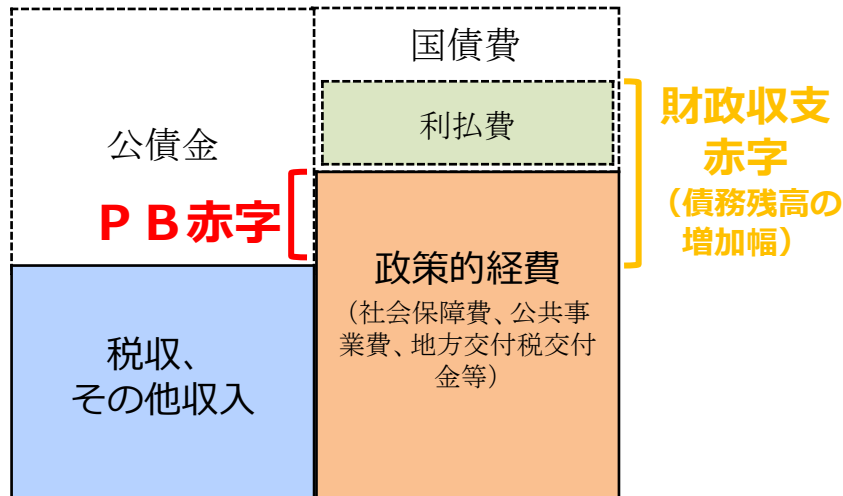 公債金
ＰＢ赤字
税収、
その他収入
国債費
利払費
政策的経費
（社会保障費、公共事
業費、地方交付税交付
金等）
財政収支
赤字
（債務残高の
増加幅）